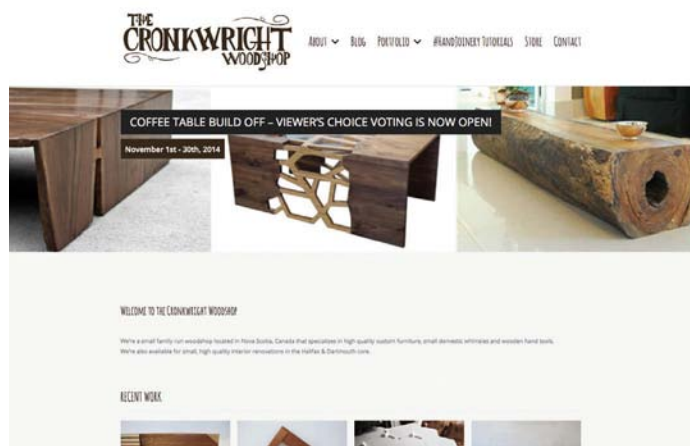 THE
CRONKWRIGHT
WOODSHOP
ABOUT BLOG PORTFOLIO #HANDJOINERY TUTORIALS STORE CONTACT
COFFEE TABLE BUILD OFF – VIEWER'S CHOICE VOTING IS NOW OPEN!
November 1st - 30th, 2014
WELCOME TO THE CRONKWRIGHT WOODSHOP
We're a small family run woodshop located in Nova Scotia, Canada that specializes in high quality custom furniture, small domestic whimsies and wooden hand tools.
We're also available for small, high quality interior renovations in the Halifax & Dartmouth core.
RECENT WORK